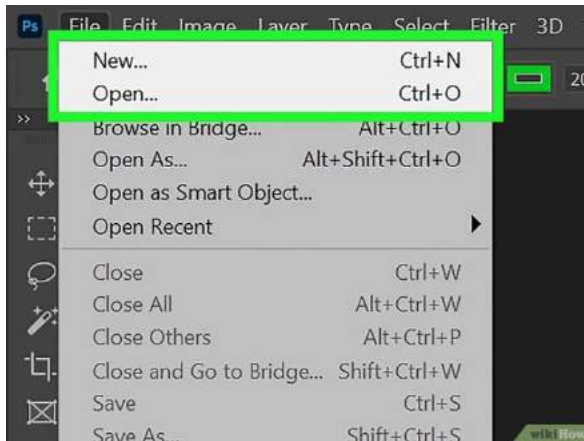 Ps File Edit Image Layer Type Select Filter 3D
New... Ctrl+N
Open... Ctrl+O
20
Browse in Bridge... Alt+Ctrl+O
>>
Open As... Alt+Shift+Ctrl+O
Open as Smart Object...
Open Recent
Close Ctrl+W
Close All Alt+Ctrl+W
Close Others Alt+Ctrl+P
Close and Go to Bridge... Shift+Ctrl+W
Save Ctrl+S
Save As... Shift+Ctrl+S
wikiHow